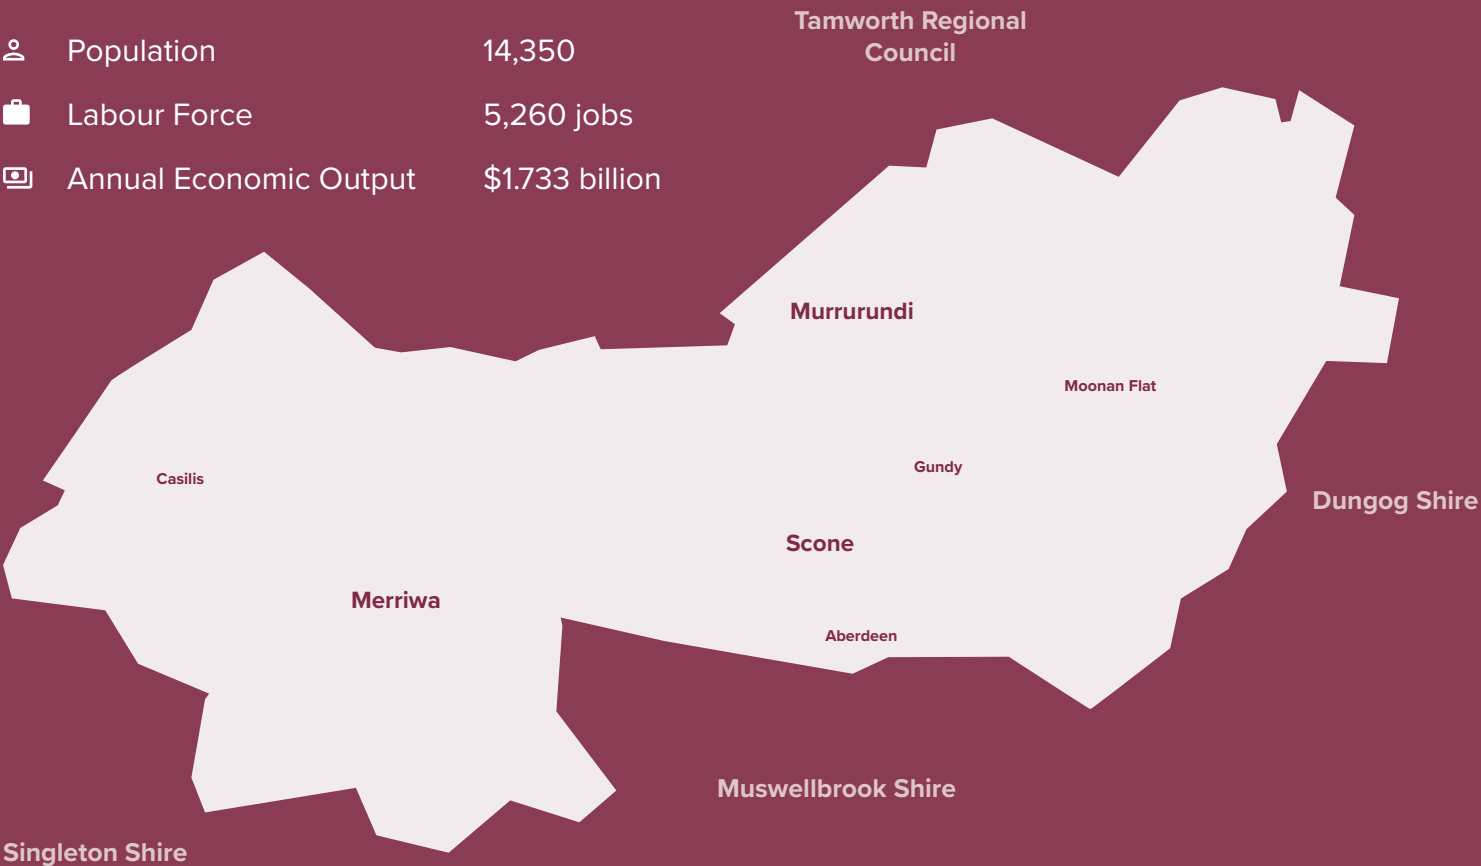 Population 14,350
Labour Force 5,260 jobs
Annual Economic Output $1.733 billion
Tamworth Regional
Council
Murrurundi
Moonan Flat
Gundy
Casilis
Dungog Shire
Scone
Merriwa
Aberdeen
Muswellbrook Shire
Singleton Shire